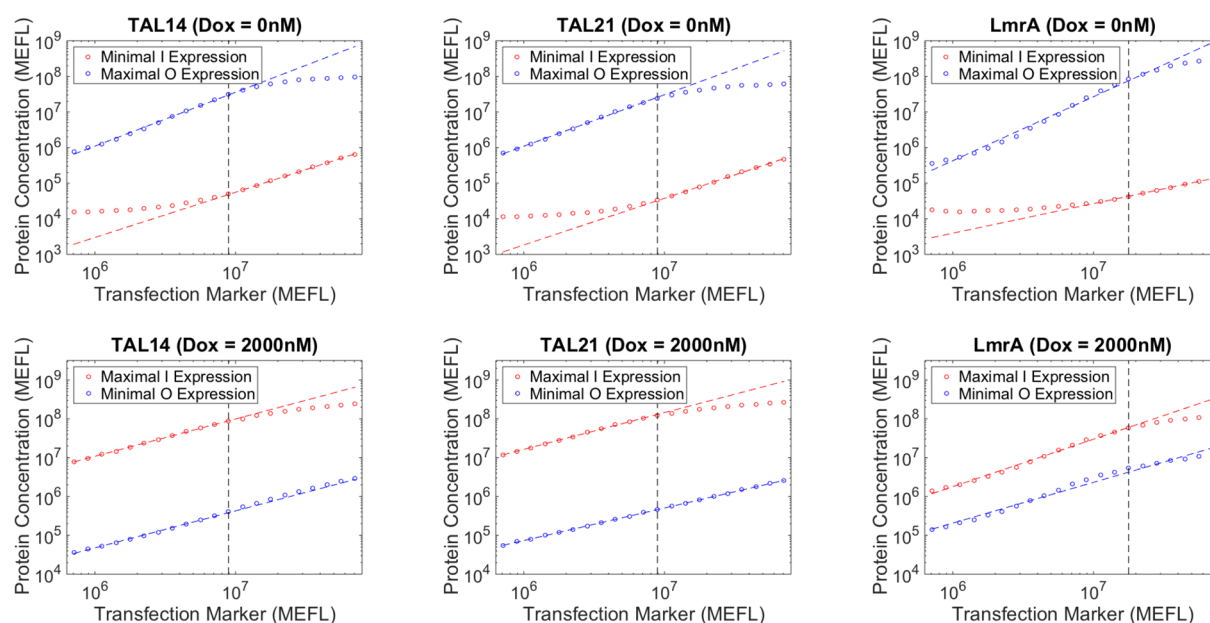 TAL14 (Dox = 0nM)
Protein Concentration (MEFL)
10^9
10^8
10^7
10^6
10^5
10^4
10^3
Minimal I Expression
Maximal O Expression
10^6
10^7
Transfection Marker (MEFL)
TAL21 (Dox = 0nM)
Protein Concentration (MEFL)
10^9
10^8
10^7
10^6
10^5
10^4
10^3
Minimal I Expression
Maximal O Expression
10^6
10^7
Transfection Marker (MEFL)
LmrA (Dox = 0nM)
Protein Concentration (MEFL)
10^9
10^8
10^7
10^6
10^5
10^4
10^3
Minimal I Expression
Maximal O Expression
10^6
10^7
Transfection Marker (MEFL)
TAL14 (Dox = 2000nM)
Protein Concentration (MEFL)
10^9
10^8
10^7
10^6
10^5
10^4
Maximal I Expression
Minimal O Expression
10^6
10^7
Transfection Marker (MEFL)
TAL21 (Dox = 2000nM)
Protein Concentration (MEFL)
10^9
10^8
10^7
10^6
10^5
10^4
Maximal I Expression
Minimal O Expression
10^6
10^7
Transfection Marker (MEFL)
LmrA (Dox = 2000nM)
Protein Concentration (MEFL)
10^9
10^8
10^7
10^6
10^5
10^4
Maximal I Expression
Minimal O Expression
10^6
10^7
Transfection Marker (MEFL)